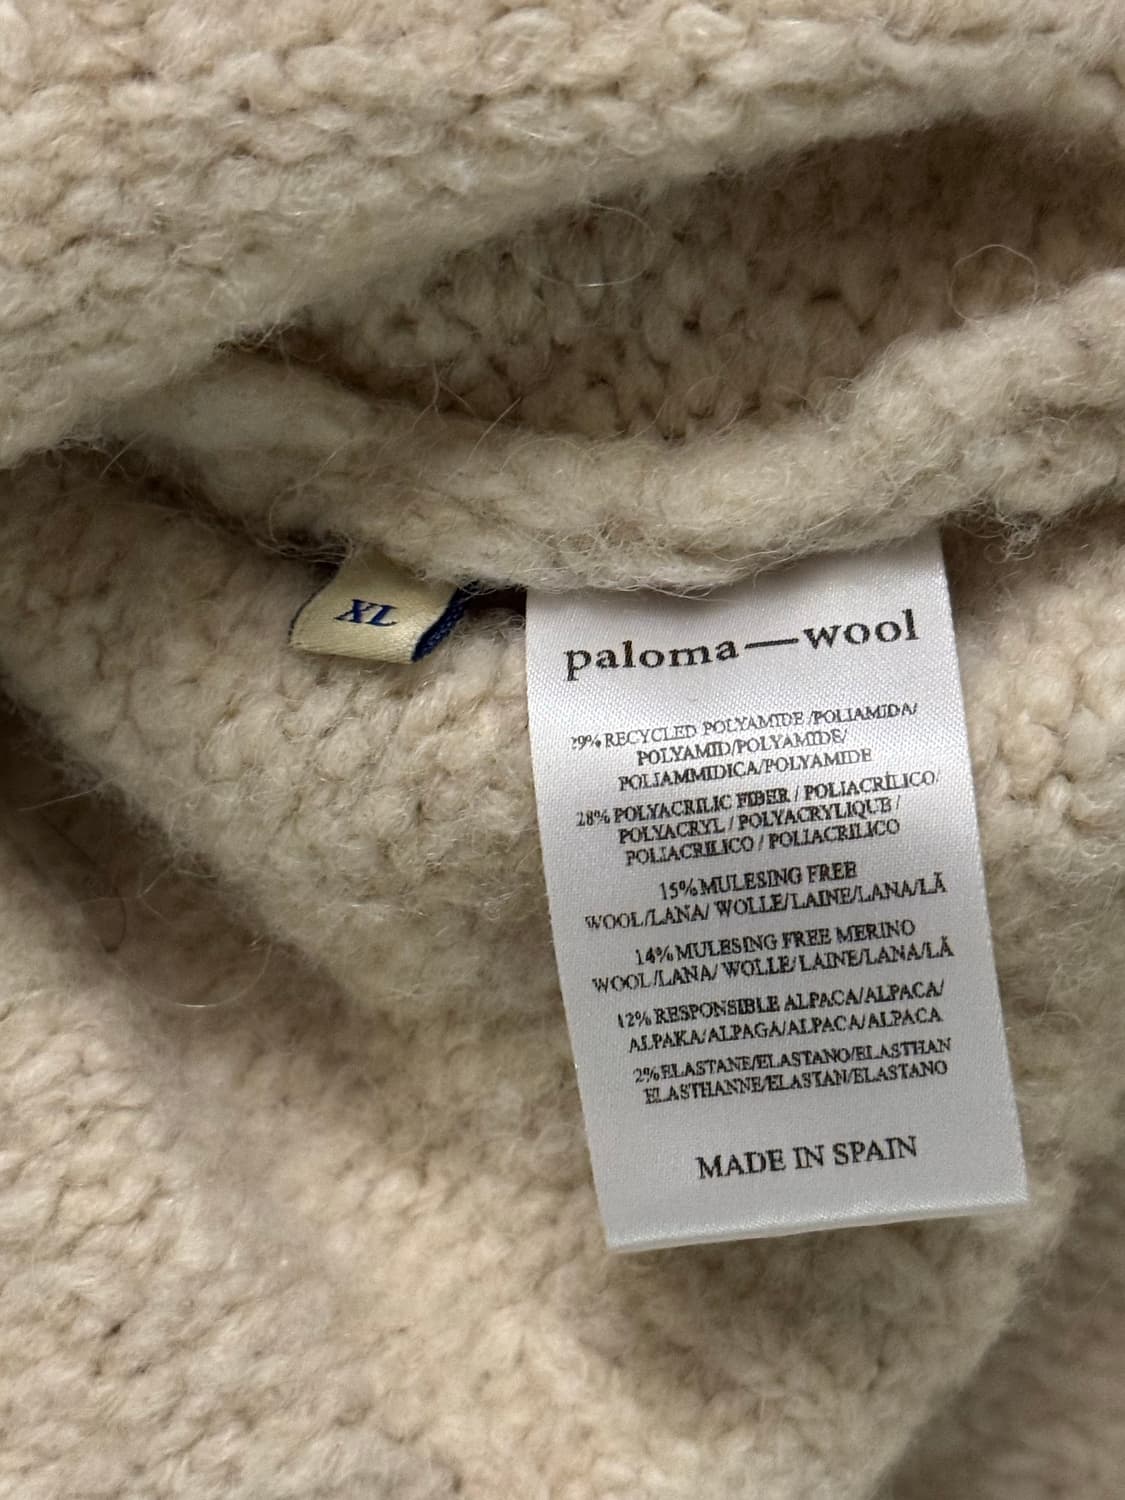 XL
paloma—wool
29% RECYCLED POLYAMIDE /POLIAMIDA/
POLYAMID/POLYAMIDE/
POLIAMMIDICA/POLYAMIDE
28% POLYACRILIC FIBER / POLIACRÍLICO/
POLYACRYL / POLYACRYLIQUE /
POLIACRILICO / POLIACRILICO
15% MULESING FREE
WOOL/LANA/ WOLLE/LAINE/LANA/LÃ
14% MULESING FREE MERINO
WOOL/LANA/ WOLLE/LAINE/LANA/LÃ
12% RESPONSIBLE ALPACA/ALPACA/
ALPAKA/ALPAGA/ALPACA/ALPACA
2% ELASTANE/ELASTANO/ELASTHAN
ELASTHANNE/ELASTAN/ELASTANO
MADE IN SPAIN